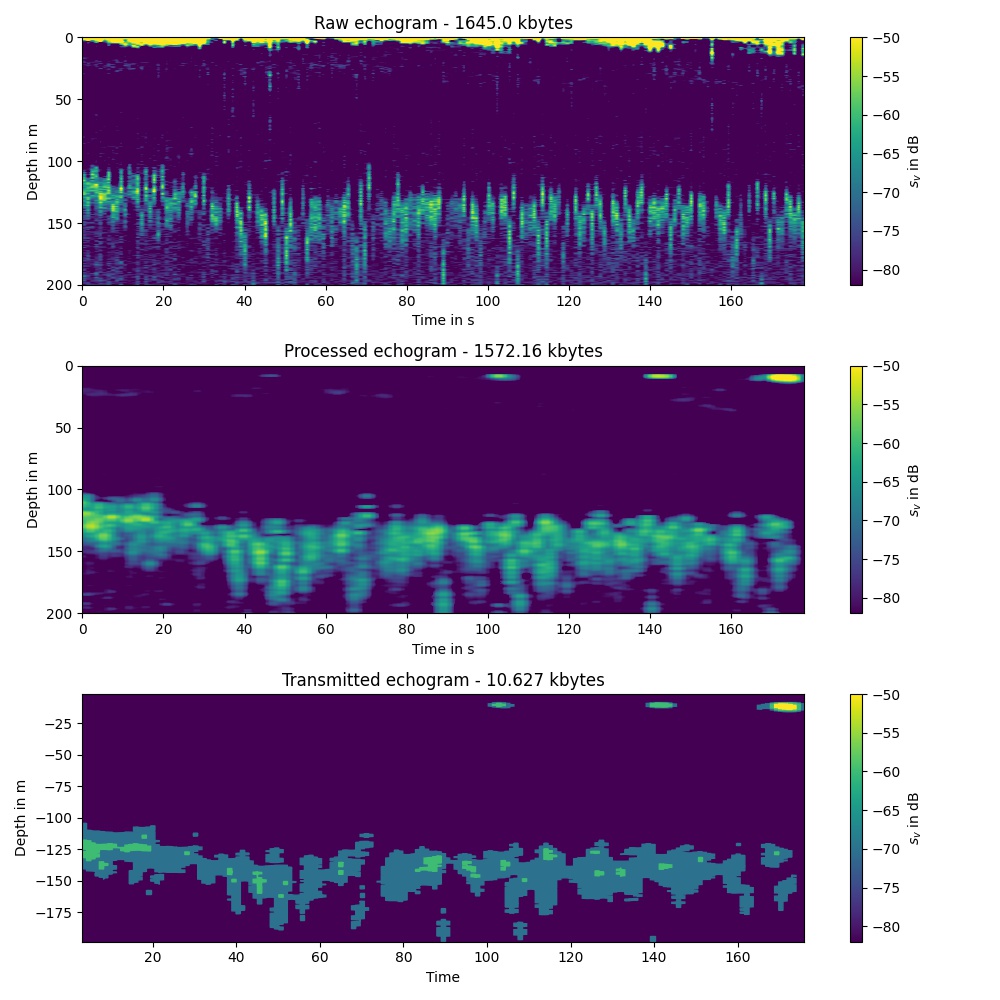 Raw echogram - 1645.0 kbytes
0
50
100
150
200
Depth in m
0 20 40 60 80 100 120 140 160
Time in s
−50
−55
−60
−65
−70
−75
−80
sv in dB
Processed echogram - 1572.16 kbytes
0
50
100
150
200
Depth in m
0 20 40 60 80 100 120 140 160
Time in s
−50
−55
−60
−65
−70
−75
−80
sv in dB
Transmitted echogram - 10.627 kbytes
−25
−50
−75
−100
−125
−150
−175
Depth in m
20 40 60 80 100 120 140 160
Time
−50
−55
−60
−65
−70
−75
−80
sv in dB